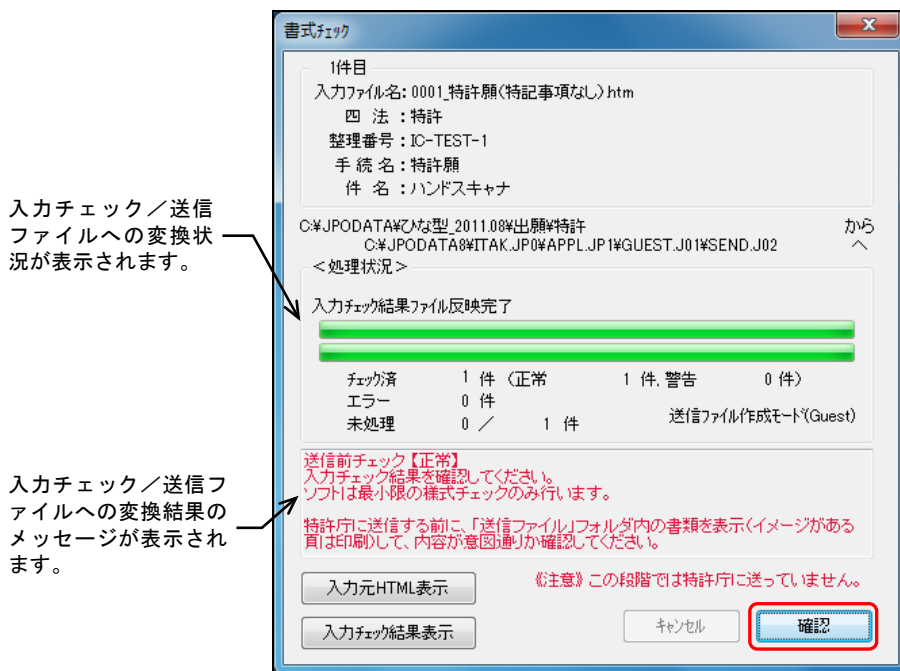 書式チェック
1件目
入力ファイル名: 0001_特許願(特記事項なし).htm
四 法 : 特許
整理番号 : IC-TEST-1
手 続 名 : 特許願
件 名 : ハンドスキャナ
C:¥JPODATA¥ひな型_2011.08¥出願¥特許 から
C:¥JPODATA8¥ITAK.JP0¥APPL.JP1¥GUEST.J01¥SEND.J02 へ
入力チェック/送信
ファイルへの変換状
況が表示されます。
<処理状況>
入力チェック結果ファイル反映完了
チェック済 1 件 (正常 1 件, 警告 0 件)
エラー 0 件
未処理 0 / 1 件 送信ファイル作成モード(Guest)
入力チェック/送信フ
ァイルへの変換結果の
メッセージが表示され
ます。
送信前チェック【正常】
入力チェック結果を確認してください。
ソフトは最小限の様式チェックのみ行います。
特許庁に送信する前に、「送信ファイル」フォルダ内の書類を表示(イメージがある
頁は印刷)して、内容が意図通りか確認してください。
入力元HTML表示
《注意》この段階では特許庁に送っていません。
入力チェック結果表示
キャンセル
確認